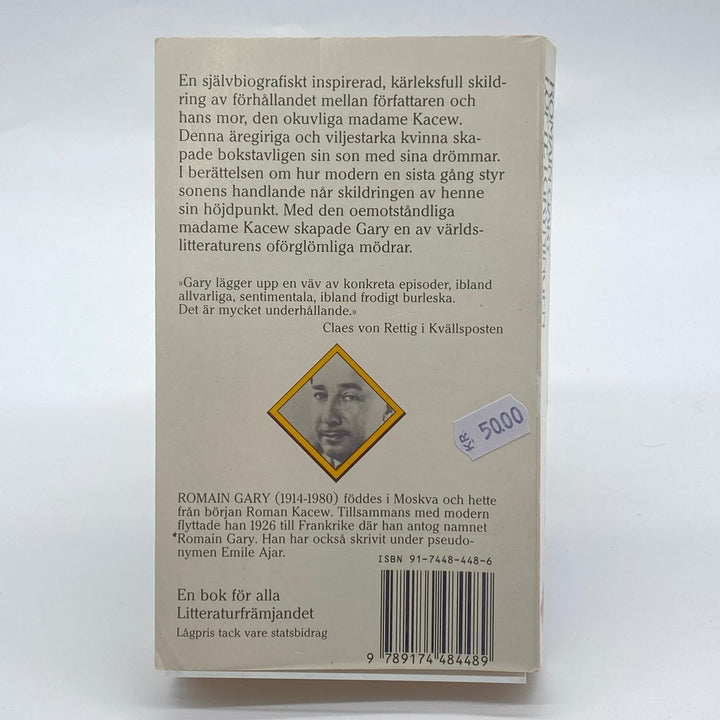 En självbiografiskt inspirerad, kärleksfull skild-
ring av förhållandet mellan författaren och
hans mor, den okuvliga madame Kacew.
Denna äregiriga och viljestarka kvinna ska-
pade bokstavligen sin son med sina drömmar.
I berättelsen om hur modern en sista gång styr
sonens handlande når skildringen av henne
sin höjdpunkt. Med den oemotståndliga
madame Kacew skapade Gary en av världs-
litteraturens oförglömliga mödrar.
»Gary lägger upp en väv av konkreta episoder, ibland
allvarliga, sentimentala, ibland frodigt burleska.
Det är mycket underhållande.»
Claes von Rettig i Kvällsposten
KR 50.00
ROMAIN GARY (1914-1980) föddes i Moskva och hette
från början Roman Kacew. Tillsammans med modern
flyttade han 1926 till Frankrike där han antog namnet
Romain Gary. Han har också skrivit under pseudo-
nymen Emile Ajar.
ISBN 91-7448-448-6
En bok för alla
Litteraturfrämjandet
Lågpris tack vare statsbidrag
9 789174 484489